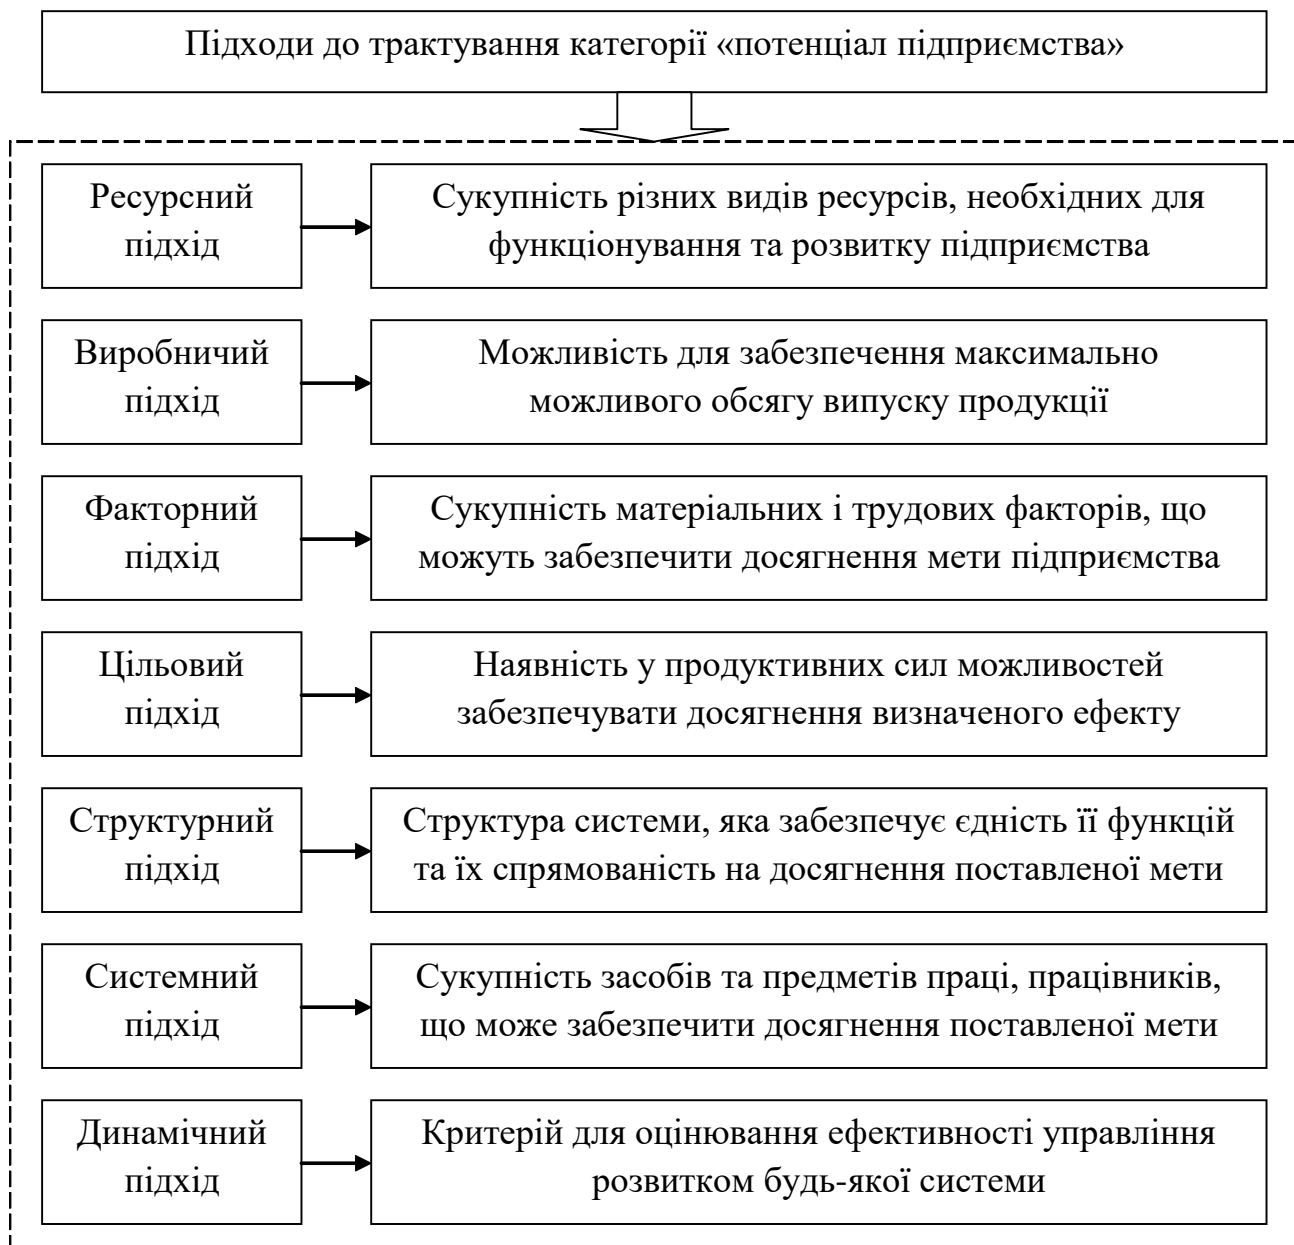 Підходи до трактування категорії «потенціал підприємства»
Ресурсний
підхід
Сукупність різних видів ресурсів, необхідних для
функціонування та розвитку підприємства
Виробничий
підхід
Можливість для забезпечення максимально
можливого обсягу випуску продукції
Факторний
підхід
Сукупність матеріальних і трудових факторів, що
можуть забезпечити досягнення мети підприємства
Цільовий
підхід
Наявність у продуктивних сил можливостей
забезпечувати досягнення визначеного ефекту
Структурний
підхід
Структура системи, яка забезпечує єдність її функцій
та їх спрямованість на досягнення поставленої мети
Системний
підхід
Сукупність засобів та предметів праці, працівників,
що може забезпечити досягнення поставленої мети
Динамічний
підхід
Критерій для оцінювання ефективності управління
розвитком будь-якої системи